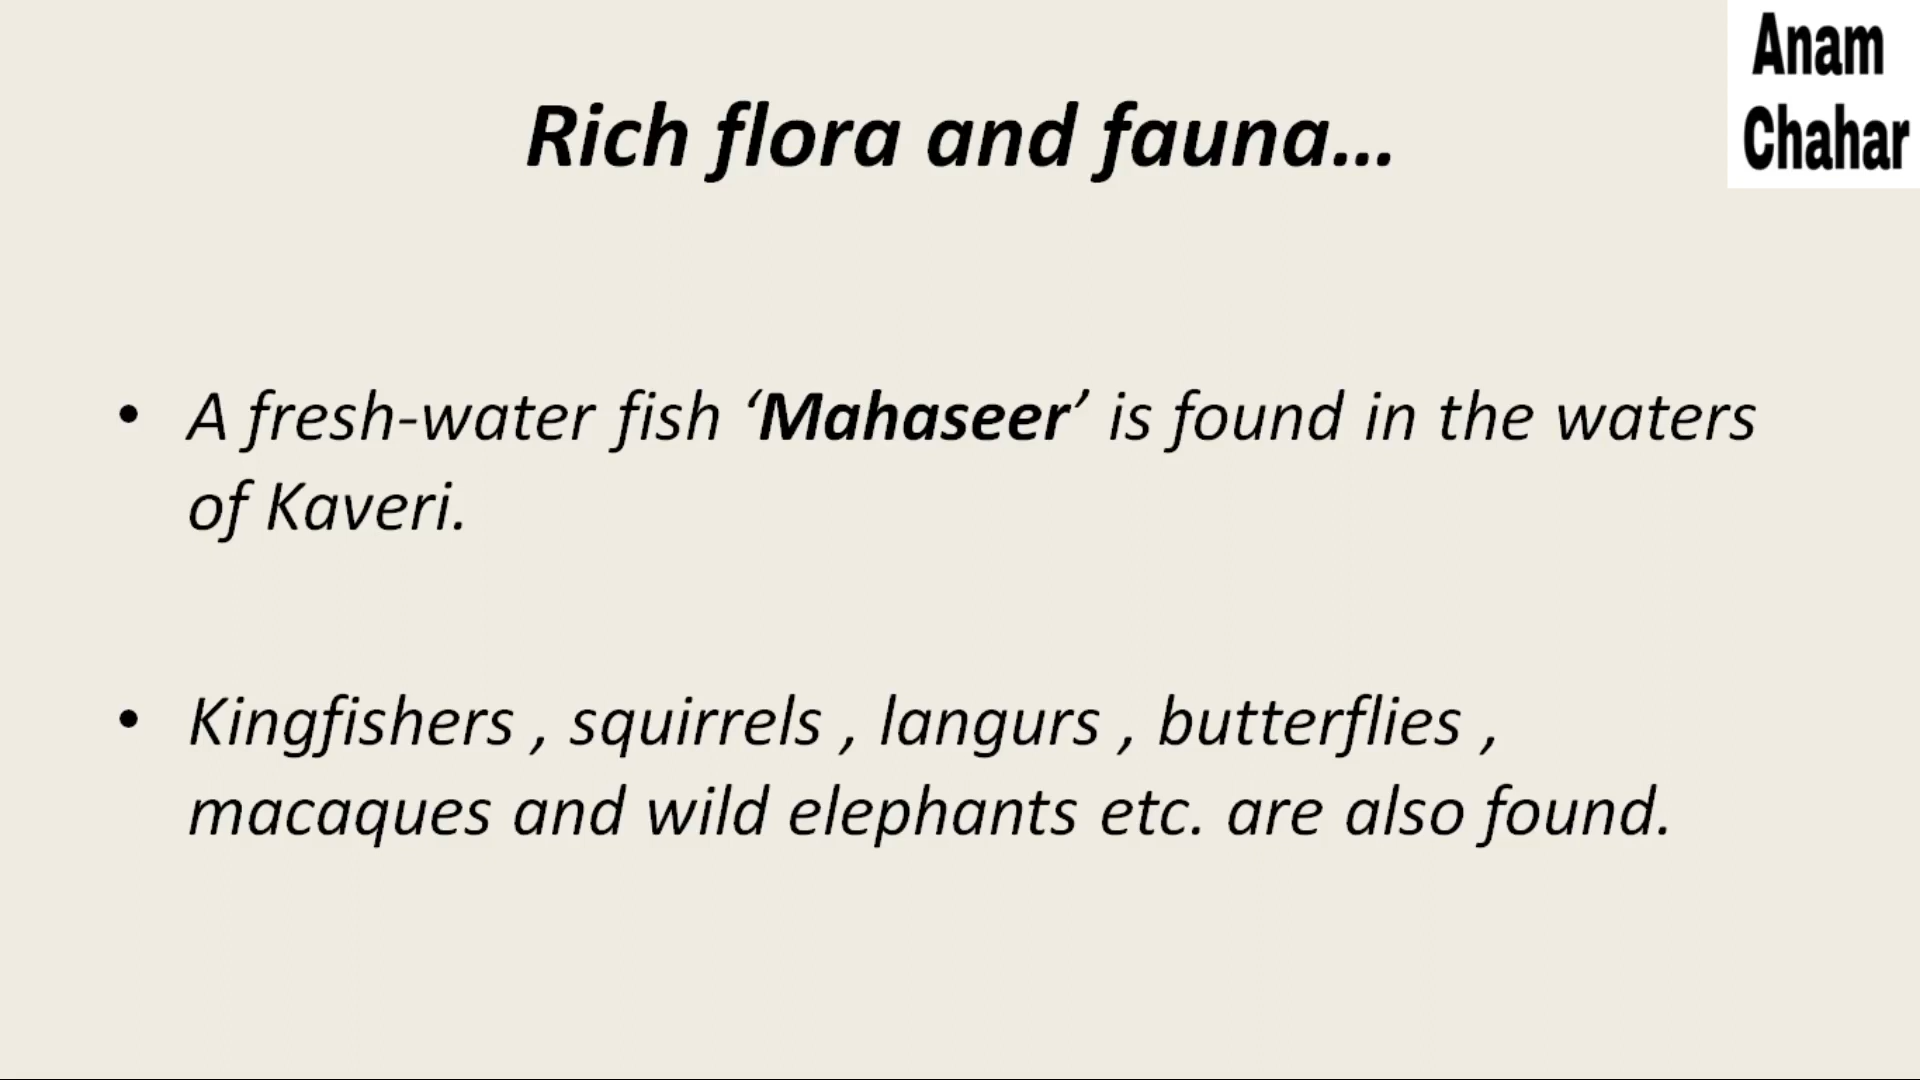 Anam
Chahar
Rich flora and fauna...
• A fresh-water fish ‘Mahaseer’ is found in the waters
of Kaveri.
• Kingfishers , squirrels , langurs , butterflies ,
macaques and wild elephants etc. are also found.